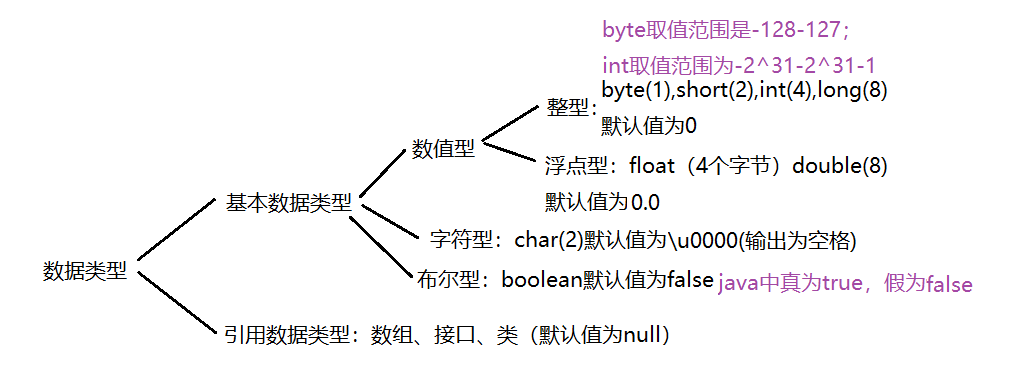 byte取值范围是-128-127；
int取值范围为-2^31-2^31-1
整型：byte(1),short(2),int(4),long(8)
默认值为0
数值型
浮点型：float（4个字节）double(8)
默认值为0.0
基本数据类型
字符型：char(2)默认值为\u0000(输出为空格)
数据类型
布尔型：boolean默认值为false java中真为true，假为false
引用数据类型：数组、接口、类（默认值为null）